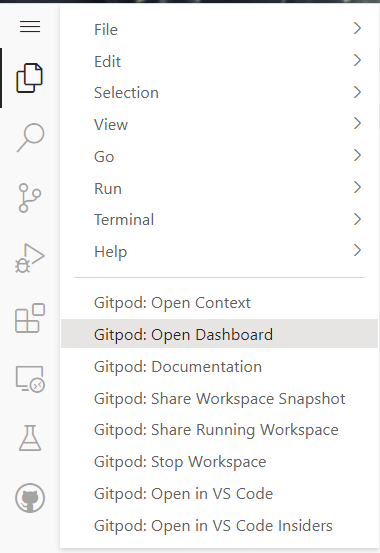 File
Edit
Selection
View
Go
Run
Terminal
Help
Gitpod: Open Context
Gitpod: Open Dashboard
Gitpod: Documentation
Gitpod: Share Workspace Snapshot
Gitpod: Share Running Workspace
Gitpod: Stop Workspace
Gitpod: Open in VS Code
Gitpod: Open in VS Code Insiders